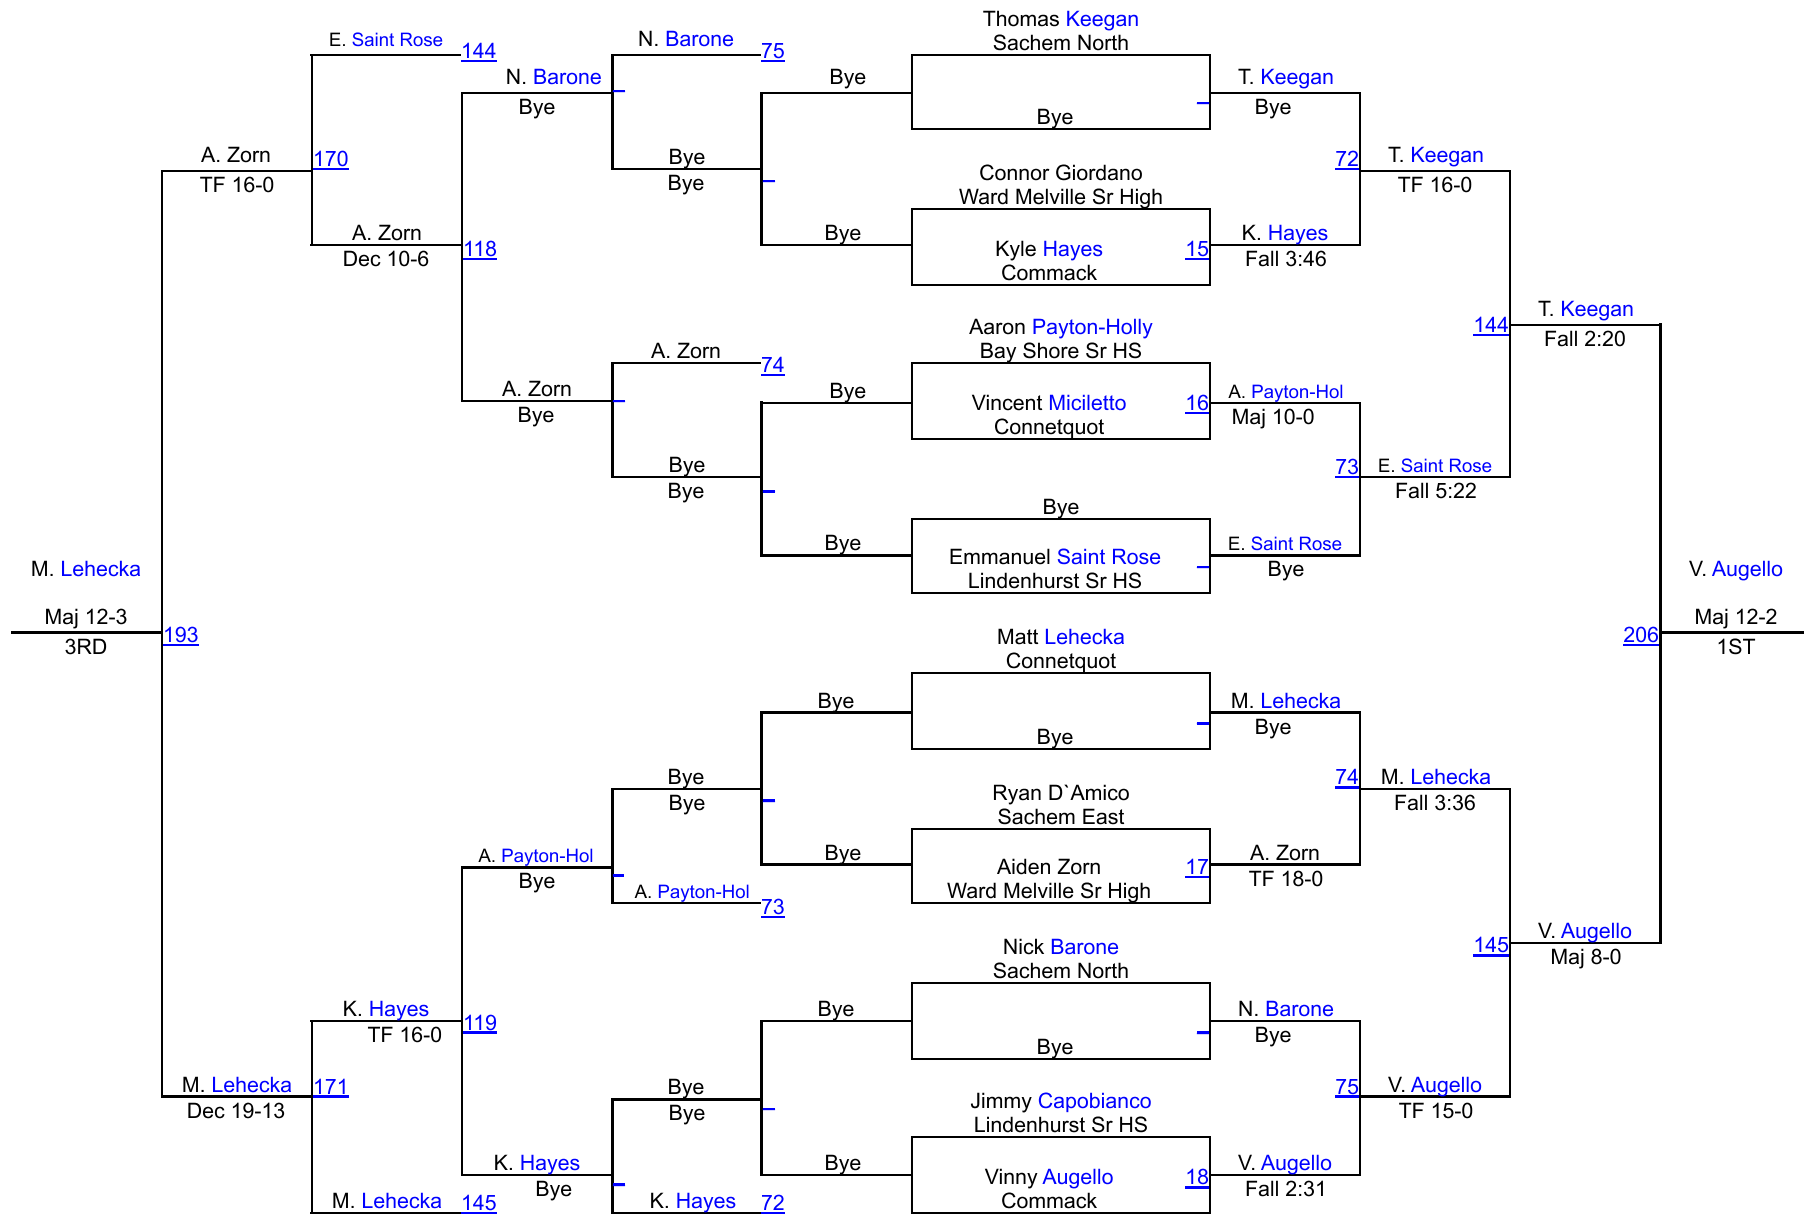 Thomas Keegan
Sachem North
E. Saint Rose 144
N. Barone 75
N. Barone
Bye
Bye
T. Keegan
Bye
Bye
A. Zorn
TF 16-0
170
Bye
Bye
72
T. Keegan
TF 16-0
Connor Giordano
Ward Melville Sr High
A. Zorn
Dec 10-6
118
Bye
Kyle Hayes
Commack
15
K. Hayes
Fall 3:46
T. Keegan
Fall 2:20
144
Aaron Payton-Holly
Bay Shore Sr HS
A. Zorn 74
A. Zorn
Bye
Bye
Vincent Miciletto
Connetquot
16
A. Payton-Hol
Maj 10-0
Bye
Bye
73
E. Saint Rose
Fall 5:22
Bye
Bye
Emmanuel Saint Rose
Lindenhurst Sr HS
E. Saint Rose
Bye
M. Lehecka
Maj 12-3
3RD
193
V. Augello
Maj 12-2
1ST
206
Matt Lehecka
Connetquot
Bye
M. Lehecka
Bye
Bye
Bye
Bye
74
M. Lehecka
Fall 3:36
Ryan D`Amico
Sachem East
A. Payton-Hol
Bye
Bye
Aiden Zorn
Ward Melville Sr High
17
A. Zorn
TF 18-0
A. Payton-Hol 73
145
V. Augello
Maj 8-0
Nick Barone
Sachem North
K. Hayes
TF 16-0
119
Bye
Bye
N. Barone
Bye
M. Lehecka
Dec 19-13
171
Bye
Bye
75
V. Augello
TF 15-0
Jimmy Capobianco
Lindenhurst Sr HS
K. Hayes
Bye
Bye
Vinny Augello
Commack
18
V. Augello
Fall 2:31
M. Lehecka 145
K. Hayes 72